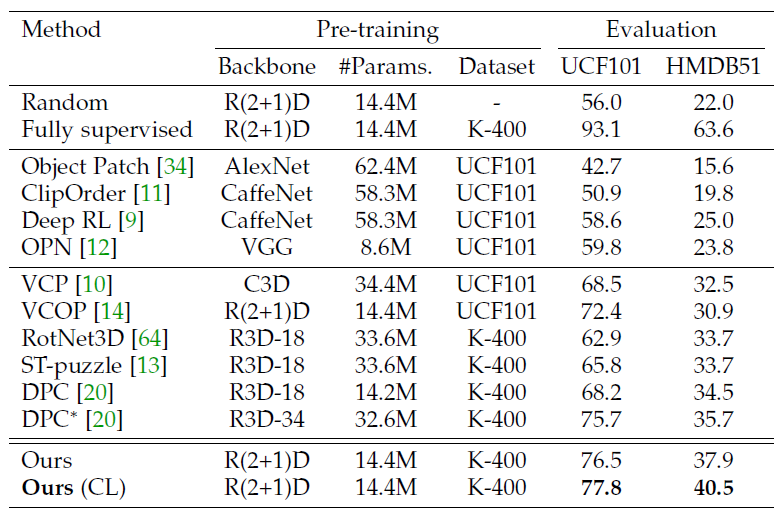 Method Pre-training Evaluation
Backbone #Params. Dataset UCF101 HMDB51
Random R(2+1)D 14.4M - 56.0 22.0
Fully supervised R(2+1)D 14.4M K-400 93.1 63.6
Object Patch [34] AlexNet 62.4M UCF101 42.7 15.6
ClipOrder [11] CaffeNet 58.3M UCF101 50.9 19.8
Deep RL [9] CaffeNet 58.3M UCF101 58.6 25.0
OPN [12] VGG 8.6M UCF101 59.8 23.8
VCP [10] C3D 34.4M UCF101 68.5 32.5
VCOP [14] R(2+1)D 14.4M UCF101 72.4 30.9
RotNet3D [64] R3D-18 33.6M K-400 62.9 33.7
ST-puzzle [13] R3D-18 33.6M K-400 65.8 33.7
DPC [20] R3D-18 14.2M K-400 68.2 34.5
DPC* [20] R3D-34 32.6M K-400 75.7 35.7
Ours R(2+1)D 14.4M K-400 76.5 37.9
Ours (CL) R(2+1)D 14.4M K-400 77.8 40.5